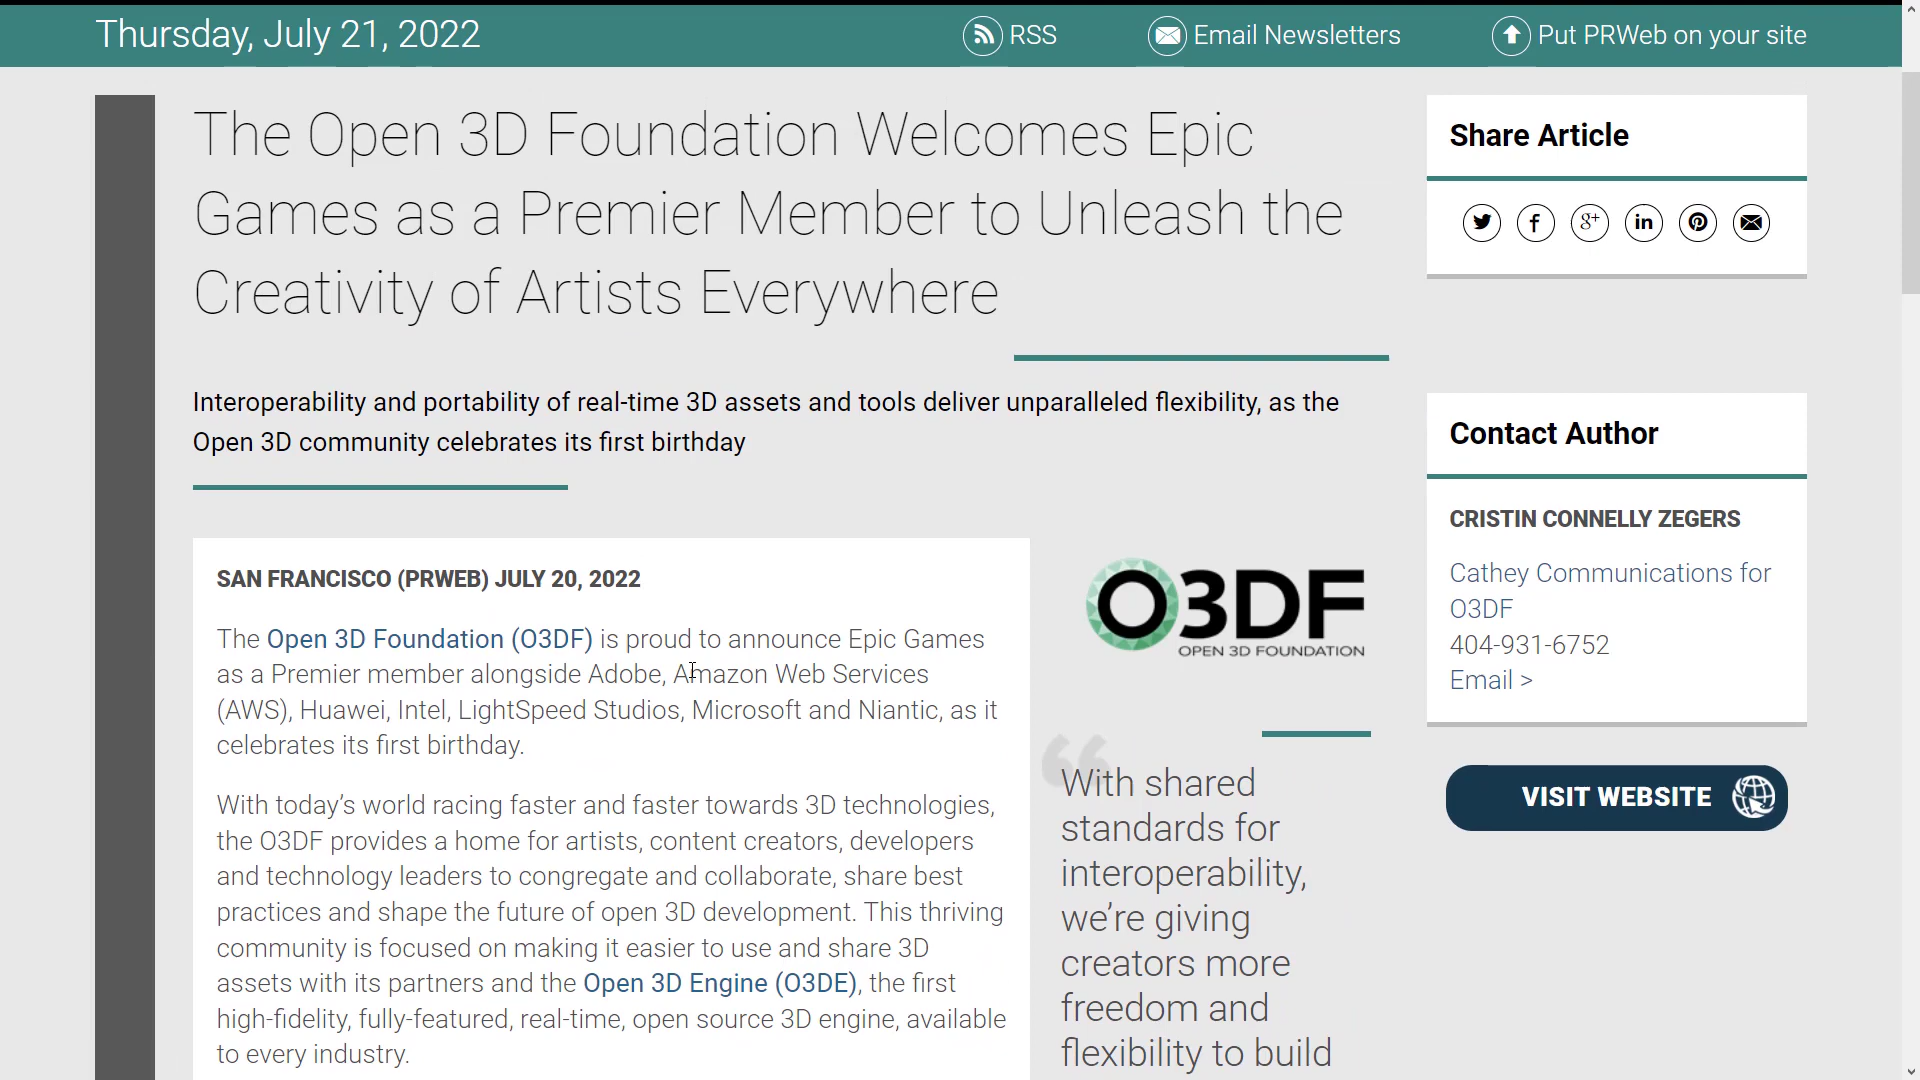 Thursday, July 21, 2022
RSS
Email Newsletters
Put PRWeb on your site
The Open 3D Foundation Welcomes Epic
Games as a Premier Member to Unleash the
Creativity of Artists Everywhere
Interoperability and portability of real-time 3D assets and tools deliver unparalleled flexibility, as the
Open 3D community celebrates its first birthday
SAN FRANCISCO (PRWEB) JULY 20, 2022
The Open 3D Foundation (O3DF) is proud to announce Epic Games
as a Premier member alongside Adobe, Amazon Web Services
(AWS), Huawei, Intel, LightSpeed Studios, Microsoft and Niantic, as it
celebrates its first birthday.
With today’s world racing faster and faster towards 3D technologies,
the O3DF provides a home for artists, content creators, developers
and technology leaders to congregate and collaborate, share best
practices and shape the future of open 3D development. This thriving
community is focused on making it easier to use and share 3D
assets with its partners and the Open 3D Engine (O3DE), the first
high-fidelity, fully-featured, real-time, open source 3D engine, available
to every industry.
O3DF
OPEN 3D FOUNDATION
“
With shared
standards for
interoperability,
we’re giving
creators more
freedom and
flexibility to build
Share Article
f
g+
in
Contact Author
CRISTIN CONNELLY ZEGERS
Cathey Communications for
O3DF
404-931-6752
Email >
VISIT WEBSITE